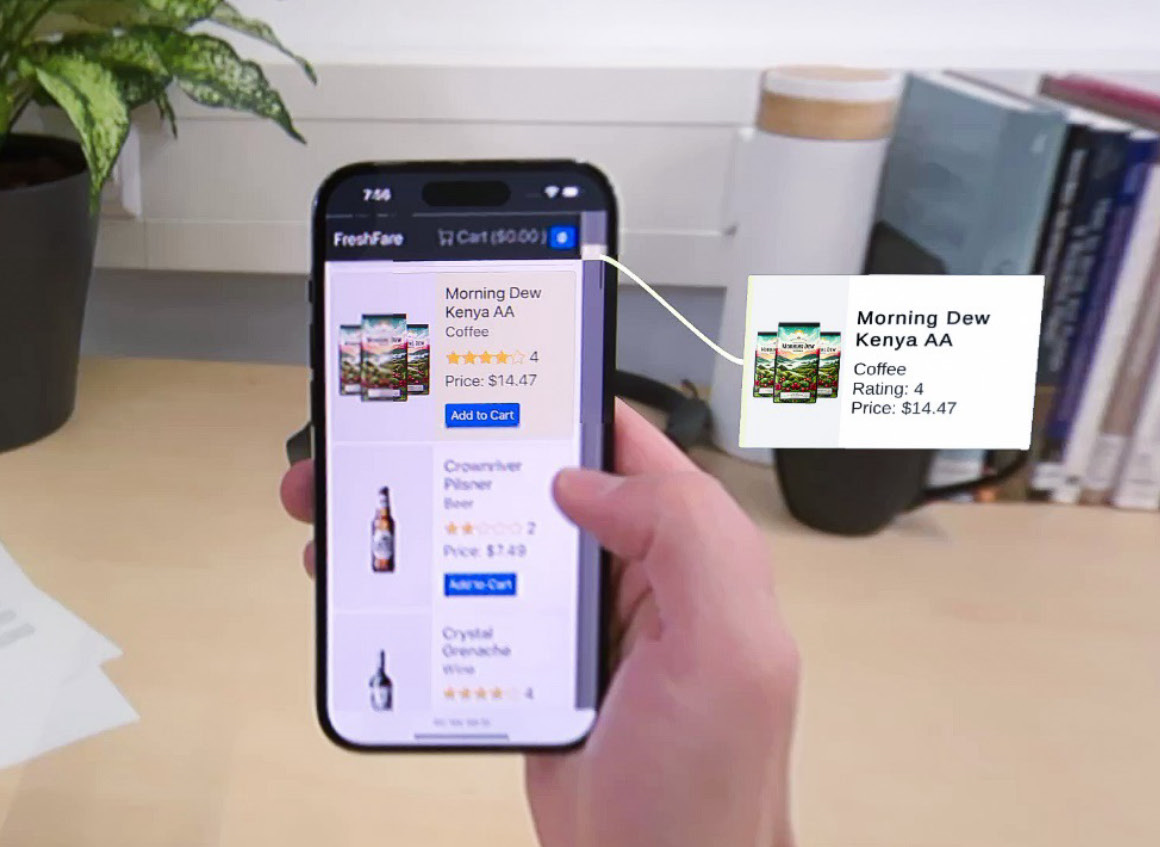 7:56
FreshFare
Cart ($0.00)
Morning Dew
Kenya AA
Coffee
4
Price: $14.47
Add to Cart
Crownriver
Pilsner
Beer
2
Price: $7.49
Add to Cart
Crystal
Grenache
Wine
4
MORNING DEW
Morning Dew
Kenya AA
Coffee
Rating: 4
Price: $14.47